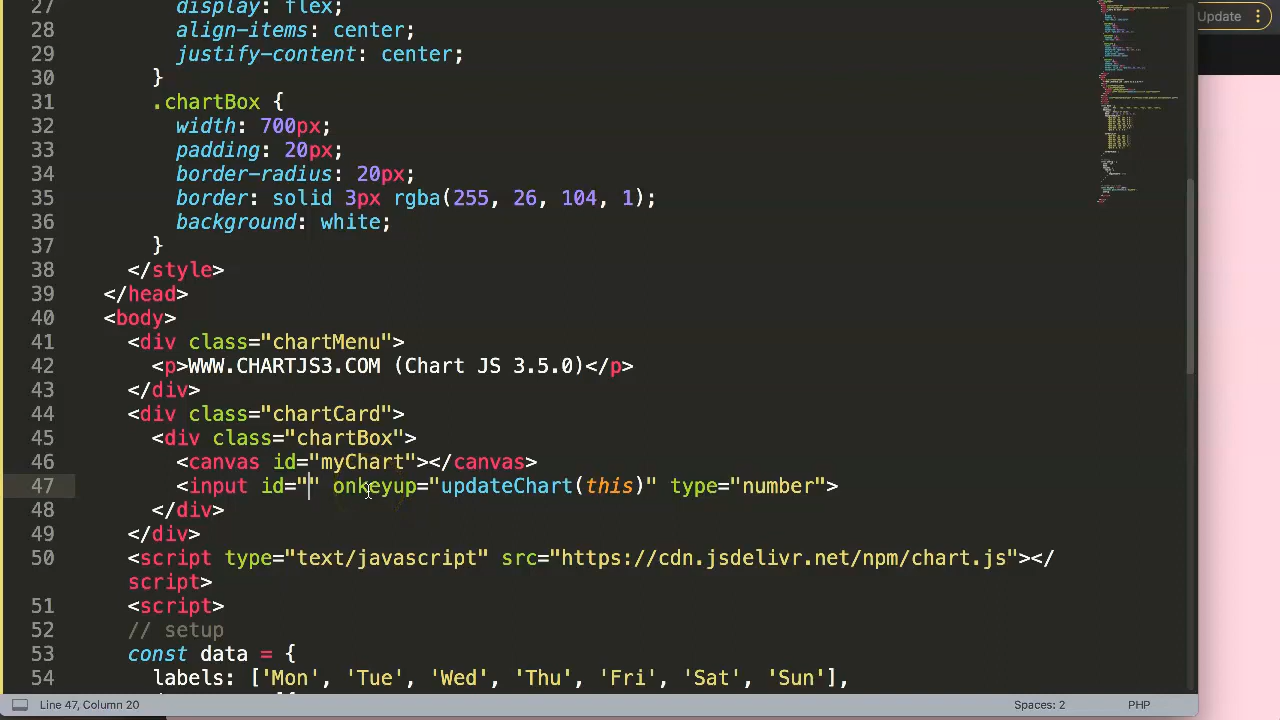 Update
27 display: flex;
28 align-items: center;
29 justify-content: center;
30 }
31 .chartBox {
32 width: 700px;
33 padding: 20px;
34 border-radius: 20px;
35 border: solid 3px rgba(255, 26, 104, 1);
36 background: white;
37 }
38 </style>
39 </head>
40 <body>
41 <div class="chartMenu">
42 <p>WWW.CHARTJS3.COM (Chart JS 3.5.0)</p>
43 </div>
44 <div class="chartCard">
45 <div class="chartBox">
46 <canvas id="myChart"></canvas>
47 <input id="" onkeyup="updateChart(this)" type="number">
48 </div>
49 </div>
50 <script type="text/javascript" src="https://cdn.jsdelivr.net/npm/chart.js"></
script>
51 <script>
52 // setup
53 const data = {
54 labels: ['Mon', 'Tue', 'Wed', 'Thu', 'Fri', 'Sat', 'Sun'],
Line 47, Column 20 Spaces: 2 PHP